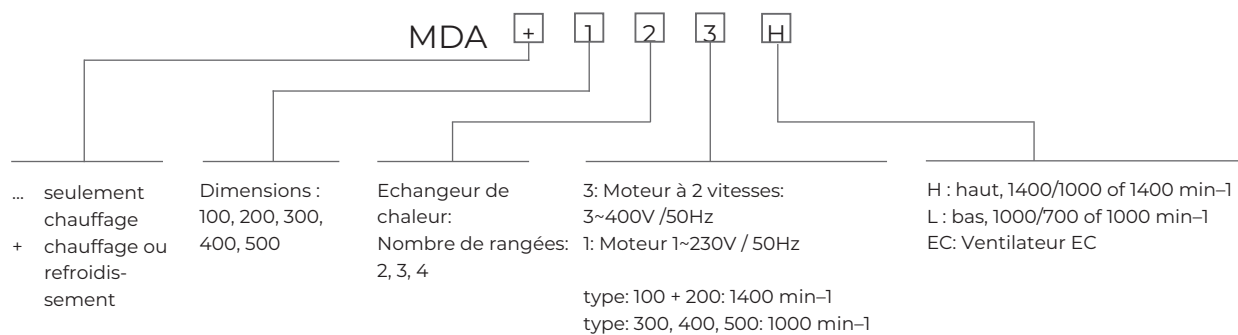 MDA + 1 2 3 H
... seulement
chauffage
+ chauffage ou
refroidis-
sement
Dimensions :
100, 200, 300,
400, 500
Echangeur de
chaleur:
Nombre de rangées:
2, 3, 4
3: Moteur à 2 vitesses:
3~400V /50Hz
1: Moteur 1~230V / 50Hz
type: 100 + 200: 1400 min–1
type: 300, 400, 500: 1000 min–1
H : haut, 1400/1000 of 1400 min–1
L : bas, 1000/700 of 1000 min–1
EC: Ventilateur EC